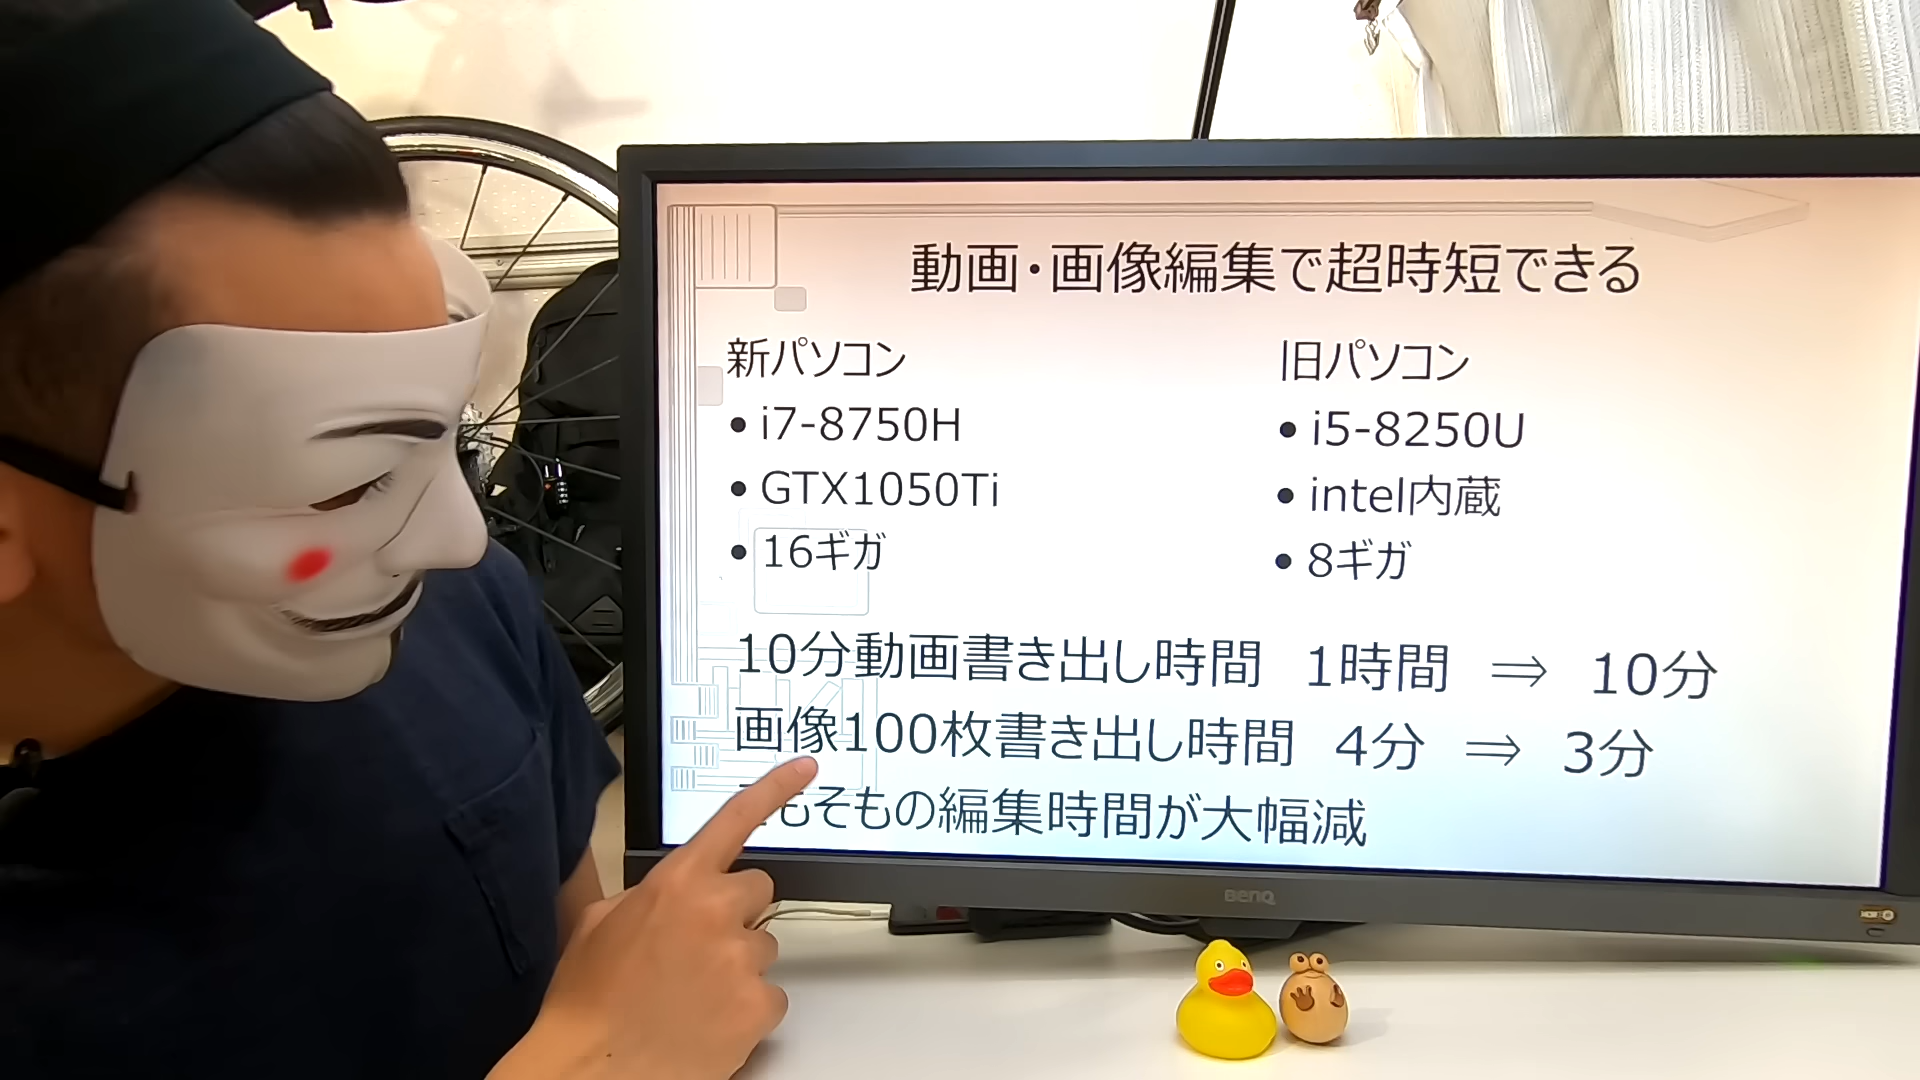 動画・画像編集で超時短できる
新パソコン
• i7-8750H
• GTX1050Ti
• 16ギガ
旧パソコン
• i5-8250U
• intel内蔵
• 8ギガ
10分動画書き出し時間 1時間 ⇒ 10分
画像100枚書き出し時間 4分 ⇒ 3分
そもそもの編集時間が大幅減
BenQ